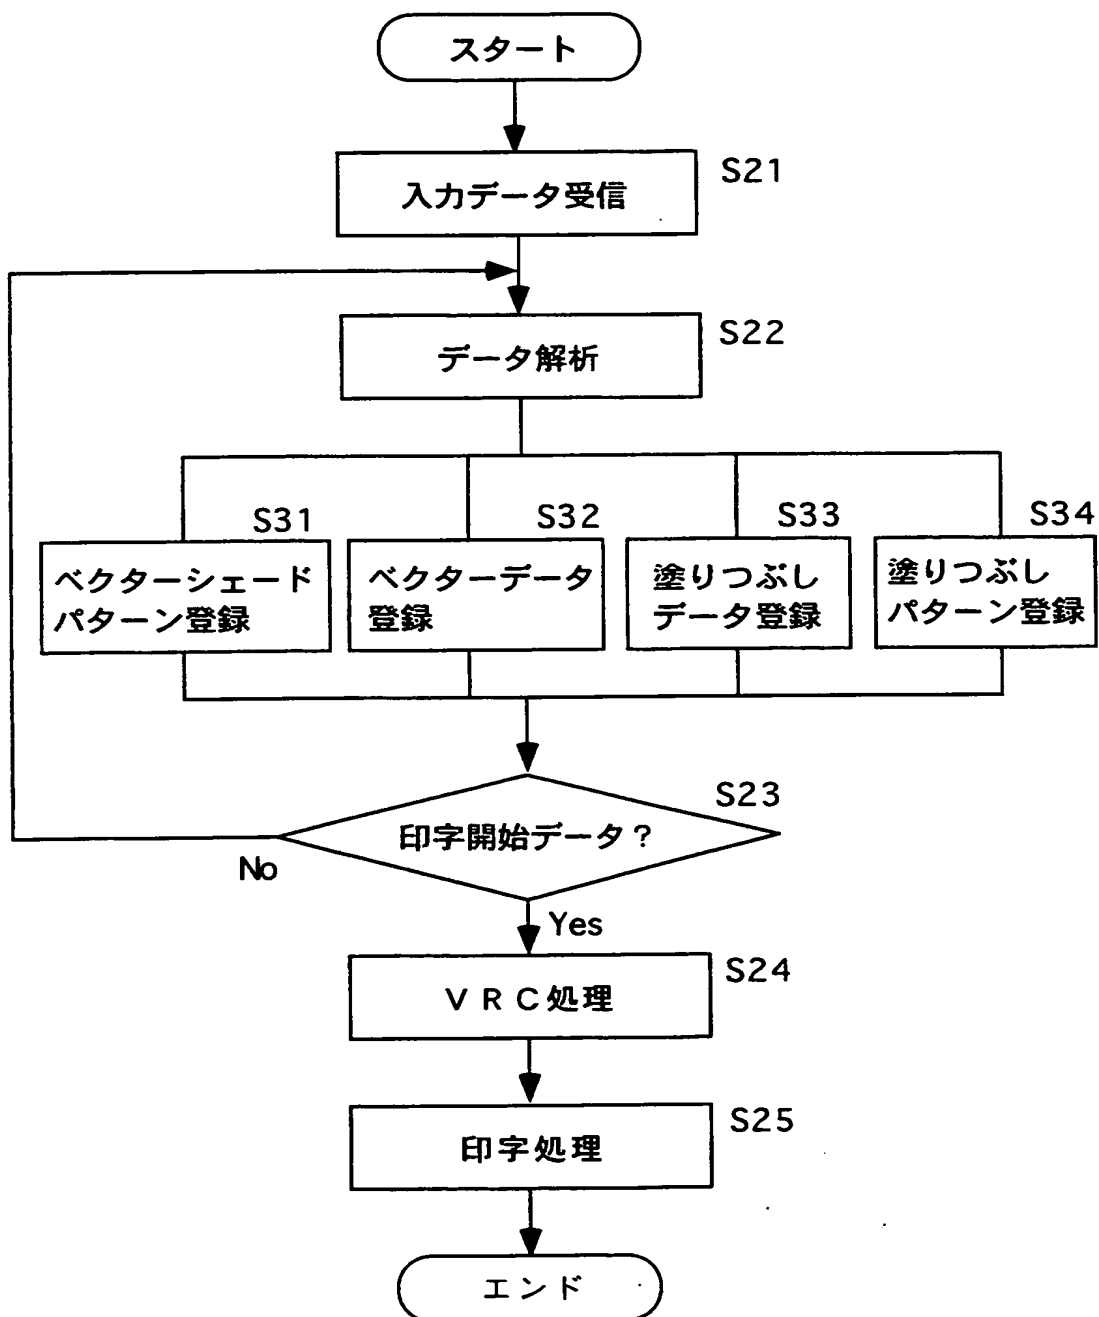 スタート
S21
入力データ受信
S22
データ解析
S31
ベクターシェード
パターン登録
S32
ベクターデータ
登録
S33
塗りつぶし
データ登録
S34
塗りつぶし
パターン登録
S23
印字開始データ？
No
Yes
S24
ＶＲＣ処理
S25
印字処理
エンド